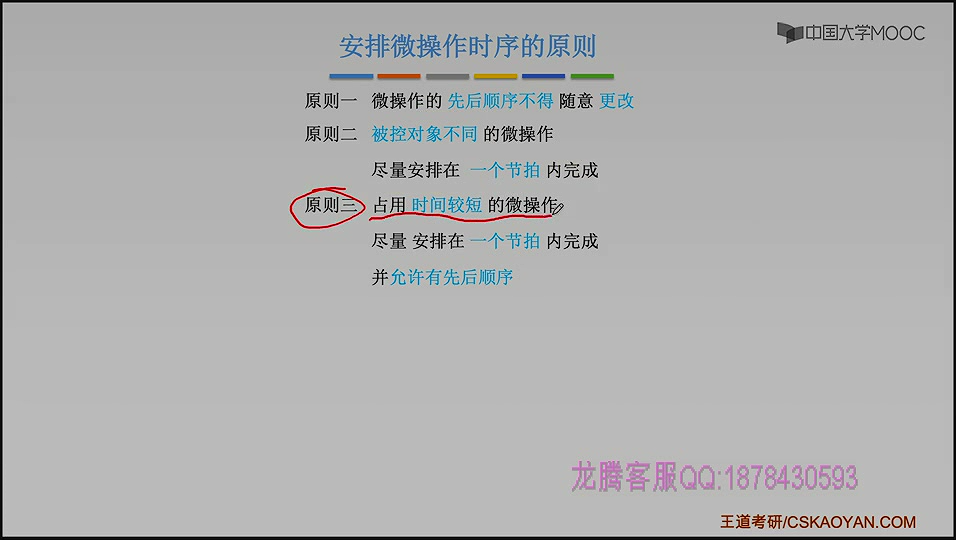 安排微操作时序的原则
中国大学MOOC
原则一 微操作的 先后顺序不得 随意 更改
原则二 被控对象不同 的微操作
尽量安排在 一个节拍 内完成
原则三 占用 时间较短 的微操作
尽量 安排在 一个节拍 内完成
并允许有先后顺序
龙腾客服QQ:1878430593
王道考研/CSKAOYAN.COM